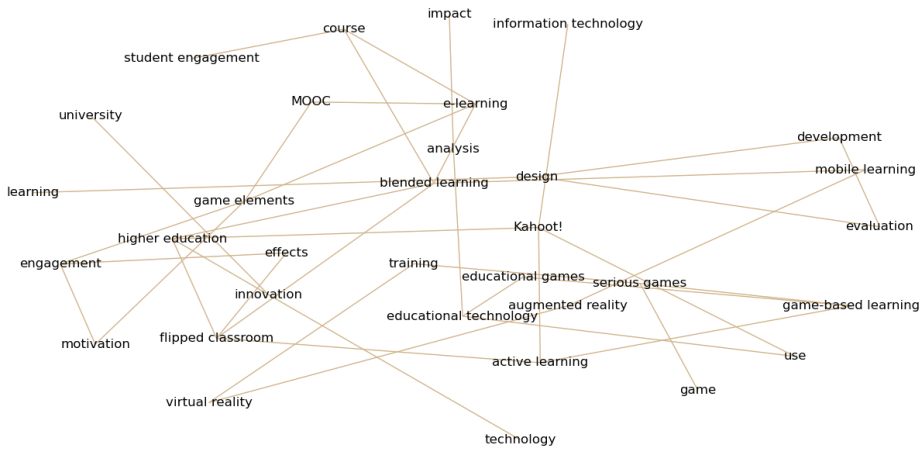 impact
information technology
course
student engagement
MOOC
e-learning
university
development
analysis
mobile learning
design
blended learning
learning
game elements
evaluation
Kahoot!
higher education
effects
engagement
training
educational games
serious games
innovation
augmented reality
game-based learning
educational technology
flipped classroom
motivation
use
active learning
game
virtual reality
technology